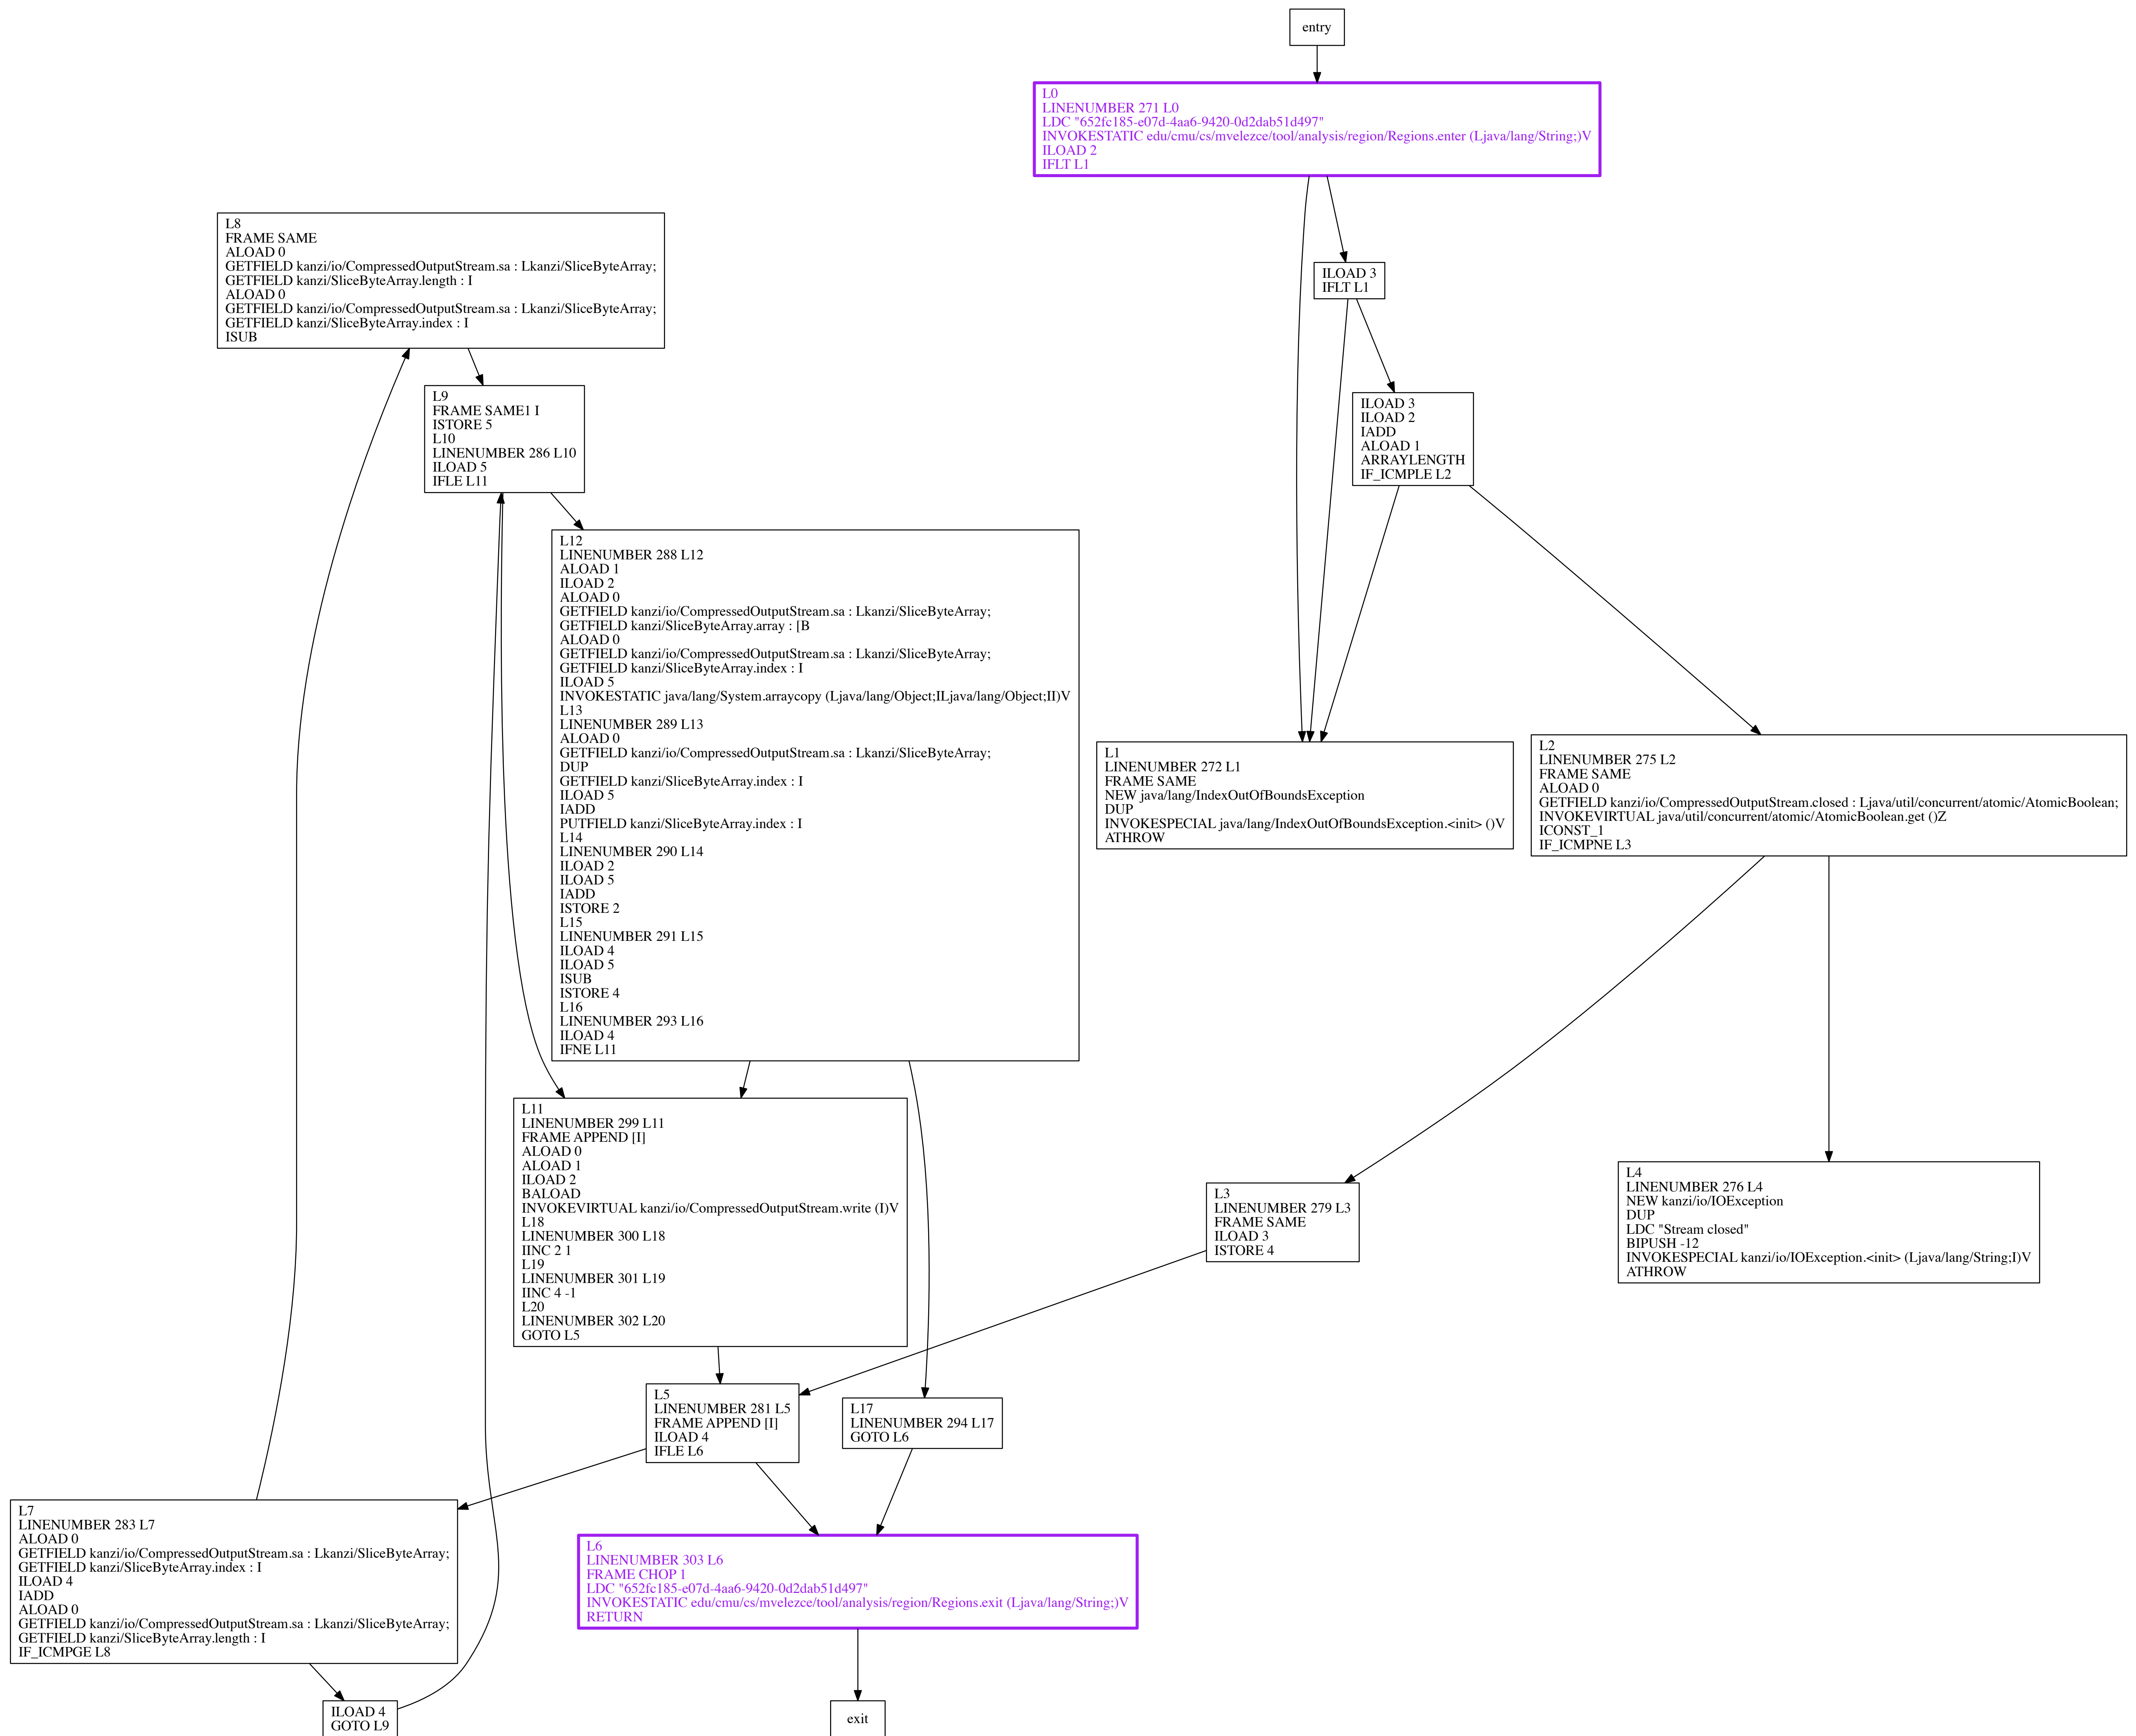 entry
L0
LINENUMBER 271 L0
LDC "652fc185-e07d-4aa6-9420-0d2dab51d497"
INVOKESTATIC edu/cmu/cs/mvelezce/tool/analysis/region/Regions.enter (Ljava/lang/String;)V
ILOAD 2
IFLT L1
L8
FRAME SAME
ALOAD 0
GETFIELD kanzi/io/CompressedOutputStream.sa : Lkanzi/SliceByteArray;
GETFIELD kanzi/SliceByteArray.length : I
ALOAD 0
GETFIELD kanzi/io/CompressedOutputStream.sa : Lkanzi/SliceByteArray;
GETFIELD kanzi/SliceByteArray.index : I
ISUB
ILOAD 3
IFLT L1
L9
FRAME SAME1 I
ISTORE 5
L10
LINENUMBER 286 L10
ILOAD 5
IFLE L11
ILOAD 3
ILOAD 2
IADD
ALOAD 1
ARRAYLENGTH
IF_ICMPLE L2
L12
LINENUMBER 288 L12
ALOAD 1
ILOAD 2
ALOAD 0
GETFIELD kanzi/io/CompressedOutputStream.sa : Lkanzi/SliceByteArray;
GETFIELD kanzi/SliceByteArray.array : [B
ALOAD 0
GETFIELD kanzi/io/CompressedOutputStream.sa : Lkanzi/SliceByteArray;
GETFIELD kanzi/SliceByteArray.index : I
ILOAD 5
INVOKESTATIC java/lang/System.arraycopy (Ljava/lang/Object;ILjava/lang/Object;II)V
L13
LINENUMBER 289 L13
ALOAD 0
GETFIELD kanzi/io/CompressedOutputStream.sa : Lkanzi/SliceByteArray;
DUP
GETFIELD kanzi/SliceByteArray.index : I
ILOAD 5
IADD
PUTFIELD kanzi/SliceByteArray.index : I
L14
LINENUMBER 290 L14
ILOAD 2
ILOAD 5
IADD
ISTORE 2
L15
LINENUMBER 291 L15
ILOAD 4
ILOAD 5
ISUB
ISTORE 4
L16
LINENUMBER 293 L16
ILOAD 4
IFNE L11
L1
LINENUMBER 272 L1
FRAME SAME
NEW java/lang/IndexOutOfBoundsException
DUP
INVOKESPECIAL java/lang/IndexOutOfBoundsException.<init> ()V
ATHROW
L2
LINENUMBER 275 L2
FRAME SAME
ALOAD 0
GETFIELD kanzi/io/CompressedOutputStream.closed : Ljava/util/concurrent/atomic/AtomicBoolean;
INVOKEVIRTUAL java/util/concurrent/atomic/AtomicBoolean.get ()Z
ICONST_1
IF_ICMPNE L3
L11
LINENUMBER 299 L11
FRAME APPEND [I]
ALOAD 0
ALOAD 1
ILOAD 2
BALOAD
INVOKEVIRTUAL kanzi/io/CompressedOutputStream.write (I)V
L18
LINENUMBER 300 L18
IINC 2 1
L19
LINENUMBER 301 L19
IINC 4 -1
L20
LINENUMBER 302 L20
GOTO L5
L3
LINENUMBER 279 L3
FRAME SAME
ILOAD 3
ISTORE 4
L4
LINENUMBER 276 L4
NEW kanzi/io/IOException
DUP
LDC "Stream closed"
BIPUSH -12
INVOKESPECIAL kanzi/io/IOException.<init> (Ljava/lang/String;I)V
ATHROW
L5
LINENUMBER 281 L5
FRAME APPEND [I]
ILOAD 4
IFLE L6
L17
LINENUMBER 294 L17
GOTO L6
L7
LINENUMBER 283 L7
ALOAD 0
GETFIELD kanzi/io/CompressedOutputStream.sa : Lkanzi/SliceByteArray;
GETFIELD kanzi/SliceByteArray.index : I
ILOAD 4
IADD
ALOAD 0
GETFIELD kanzi/io/CompressedOutputStream.sa : Lkanzi/SliceByteArray;
GETFIELD kanzi/SliceByteArray.length : I
IF_ICMPGE L8
L6
LINENUMBER 303 L6
FRAME CHOP 1
LDC "652fc185-e07d-4aa6-9420-0d2dab51d497"
INVOKESTATIC edu/cmu/cs/mvelezce/tool/analysis/region/Regions.exit (Ljava/lang/String;)V
RETURN
ILOAD 4
GOTO L9
exit